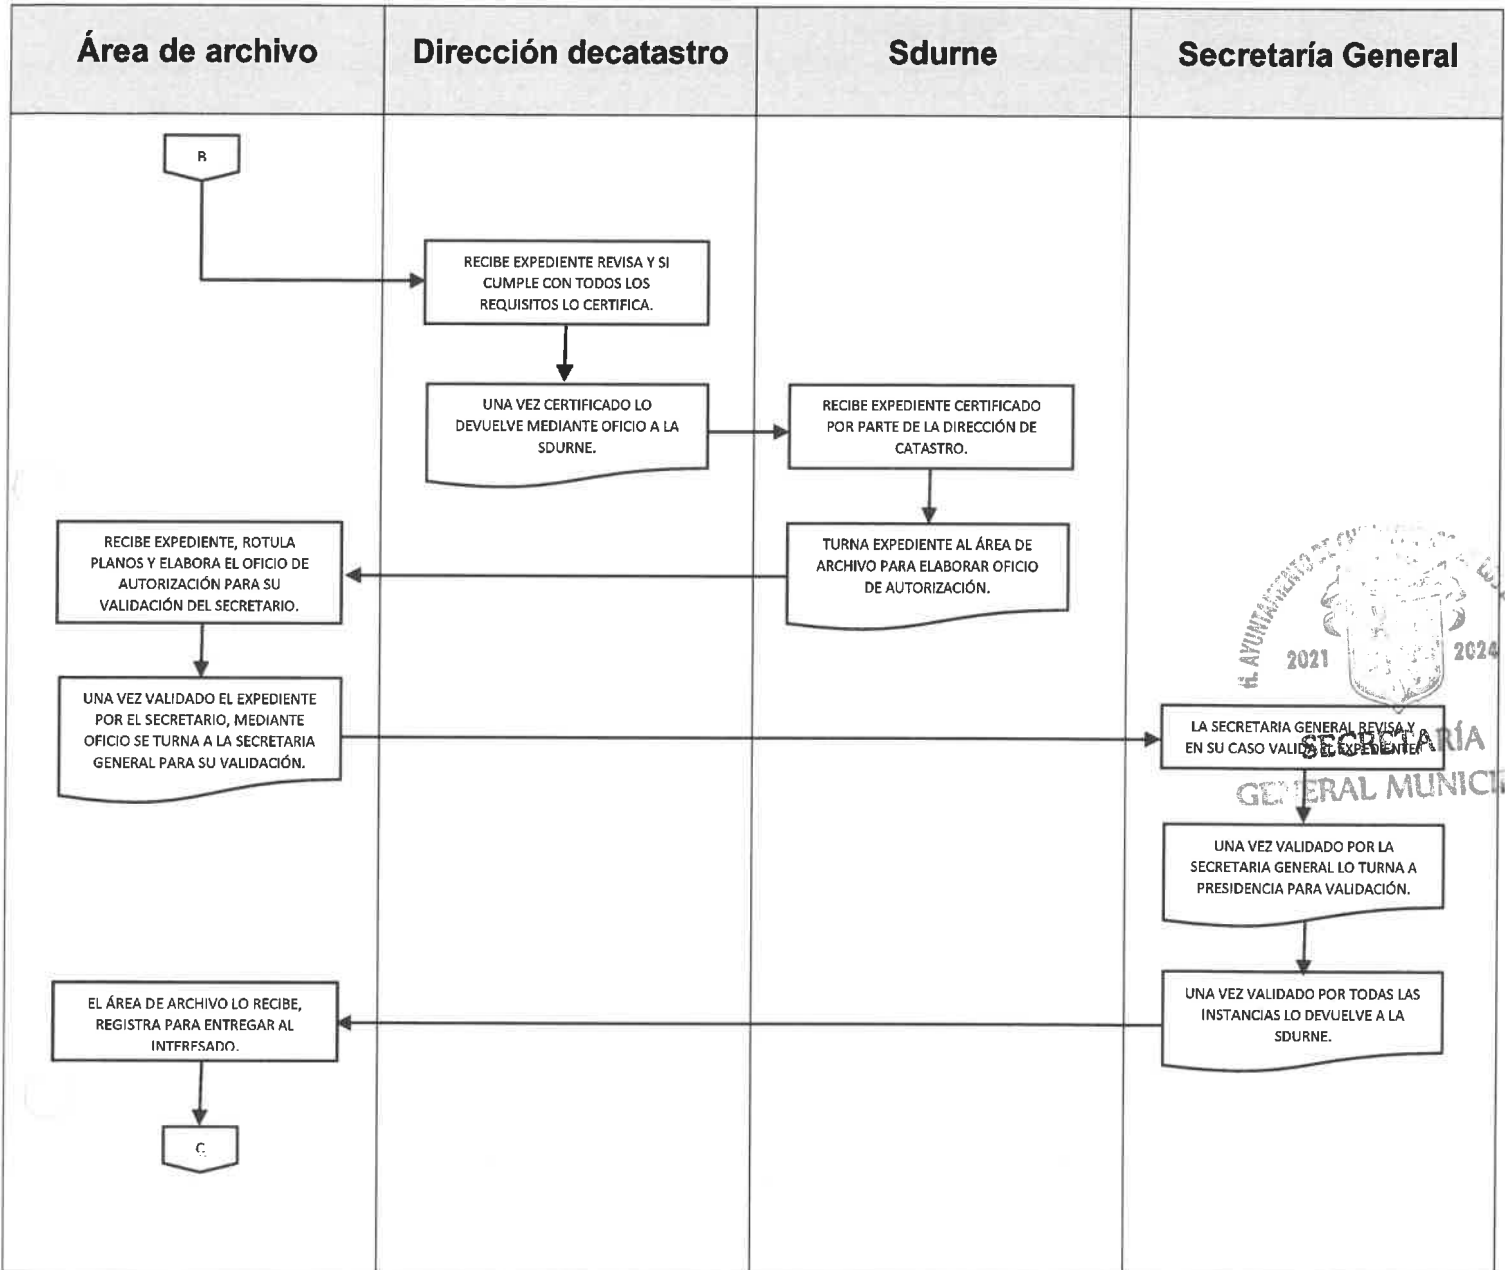 Área de archivo
Dirección decatastro
Sdurne
Secretaría General
B
RECIBE EXPEDIENTE REVISA Y SI
CUMPLE CON TODOS LOS
REQUISITOS LO CERTIFICA.
UNA VEZ CERTIFICADO LO
DEVUELVE MEDIANTE OFICIO A LA
SDURNE.
RECIBE EXPEDIENTE CERTIFICADO
POR PARTE DE LA DIRECCIÓN DE
CATASTRO.
TURNA EXPEDIENTE AL ÁREA DE
ARCHIVO PARA ELABORAR OFICIO
DE AUTORIZACIÓN.
RECIBE EXPEDIENTE, ROTULA
PLANOS Y ELABORA EL OFICIO DE
AUTORIZACIÓN PARA SU
VALIDACIÓN DEL SECRETARIO.
UNA VEZ VALIDADO EL EXPEDIENTE
POR EL SECRETARIO, MEDIANTE
OFICIO SE TURNA A LA SECRETARIA
GENERAL PARA SU VALIDACIÓN.
H. AYUNTAMIENTO DE
2021
2024
LA SECRETARIA GENERAL REVISA Y
EN SU CASO VALIDA EL EXPEDIENTE.
SECRETARÍA
GENERAL MUNICI
UNA VEZ VALIDADO POR LA
SECRETARIA GENERAL LO TURNA A
PRESIDENCIA PARA VALIDACIÓN.
UNA VEZ VALIDADO POR TODAS LAS
INSTANCIAS LO DEVUELVE A LA
SDURNE.
EL ÁREA DE ARCHIVO LO RECIBE,
REGISTRA PARA ENTREGAR AL
INTERESADO.
C